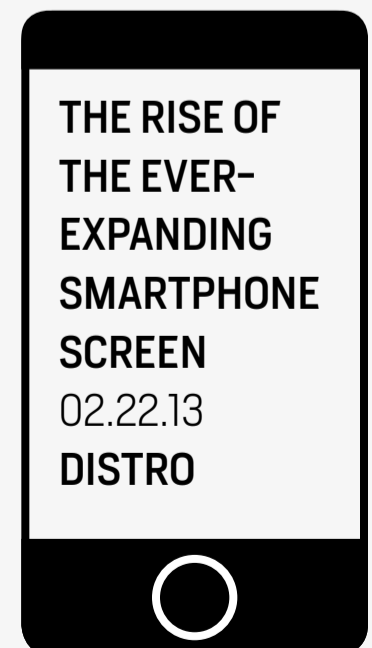 THE RISE OF
THE EVER-
EXPANDING
SMARTPHONE
SCREEN
02.22.13
DISTRO